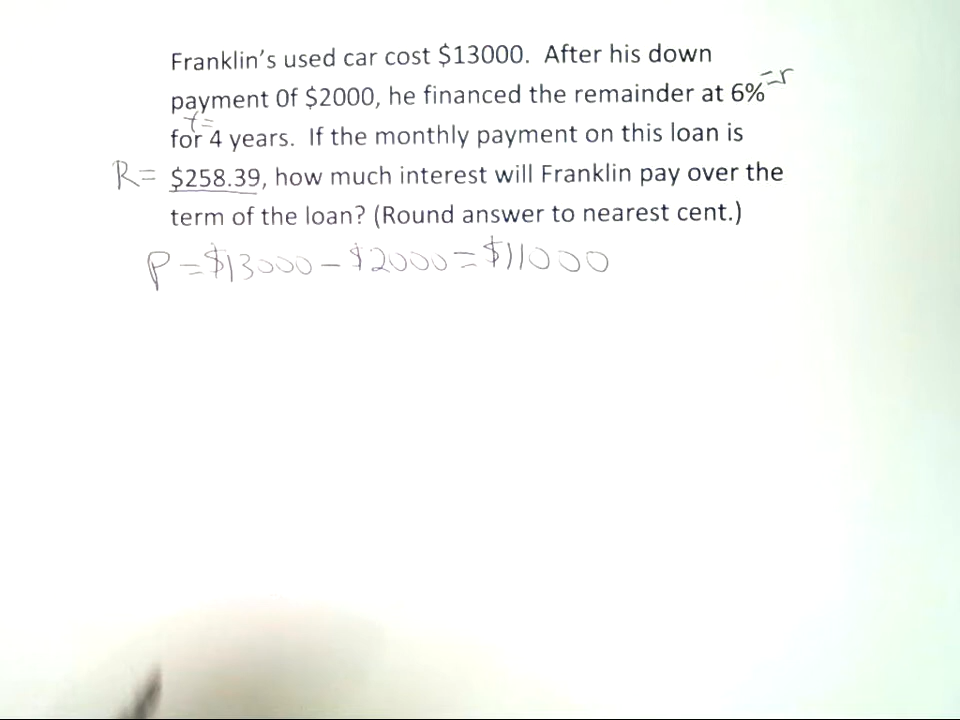 Franklin's used car cost $13000. After his down
payment 0f $2000, he financed the remainder at 6% =r
t=
for 4 years. If the monthly payment on this loan is
R= $258.39, how much interest will Franklin pay over the
term of the loan? (Round answer to nearest cent.)
P=$13000-$2000=$11000